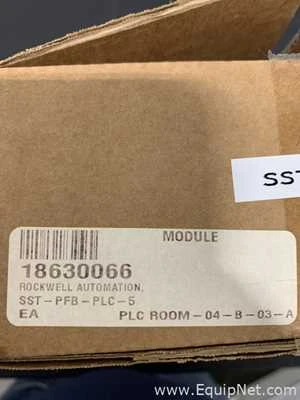 SST
MODULE
18630066
ROCKWELL AUTOMATION,
SST-PFB-PLC-5
EA PLC ROOM-04-B-03-A
www.EquipNet.com